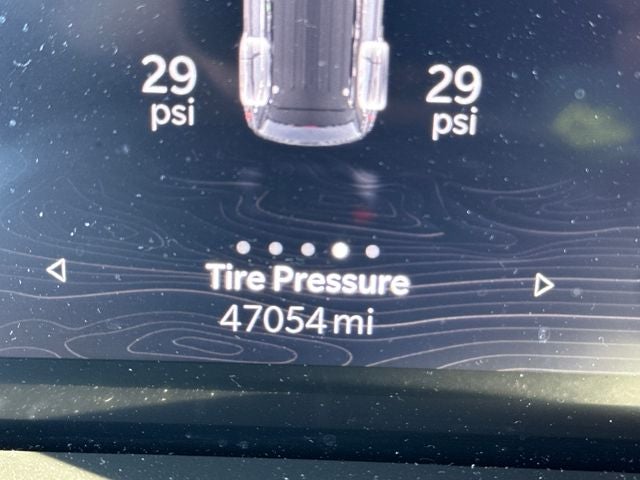 29 29
psi psi
Tire Pressure
47054 mi